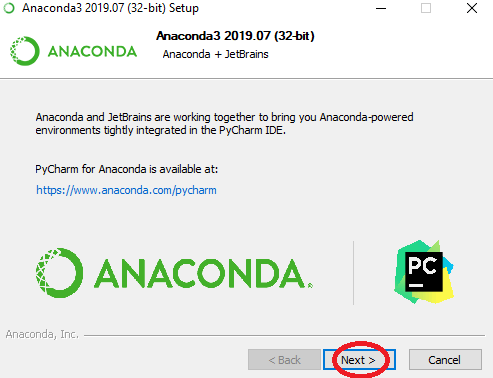 Anaconda3 2019.07 (32-bit) Setup
Anaconda3 2019.07 (32-bit)
Anaconda + JetBrains
ANACONDA
Anaconda and JetBrains are working together to bring you Anaconda-powered
environments tightly integrated in the PyCharm IDE.
PyCharm for Anaconda is available at:
https://www.anaconda.com/pycharm
ANACONDA®
PC
Anaconda, Inc.
< Back Next > Cancel